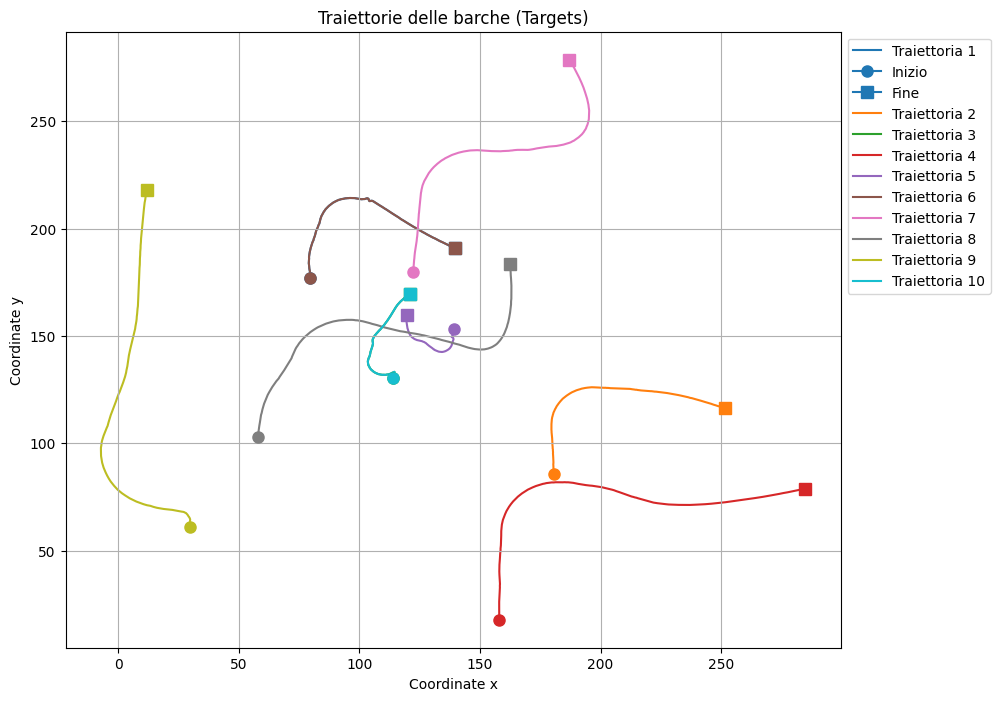 Traiettorie delle barche (Targets)
Coordinate y
250
200
150
100
50
0
50
100
150
200
250
Coordinate x
Traiettoria 1
Inizio
Fine
Traiettoria 2
Traiettoria 3
Traiettoria 4
Traiettoria 5
Traiettoria 6
Traiettoria 7
Traiettoria 8
Traiettoria 9
Traiettoria 10